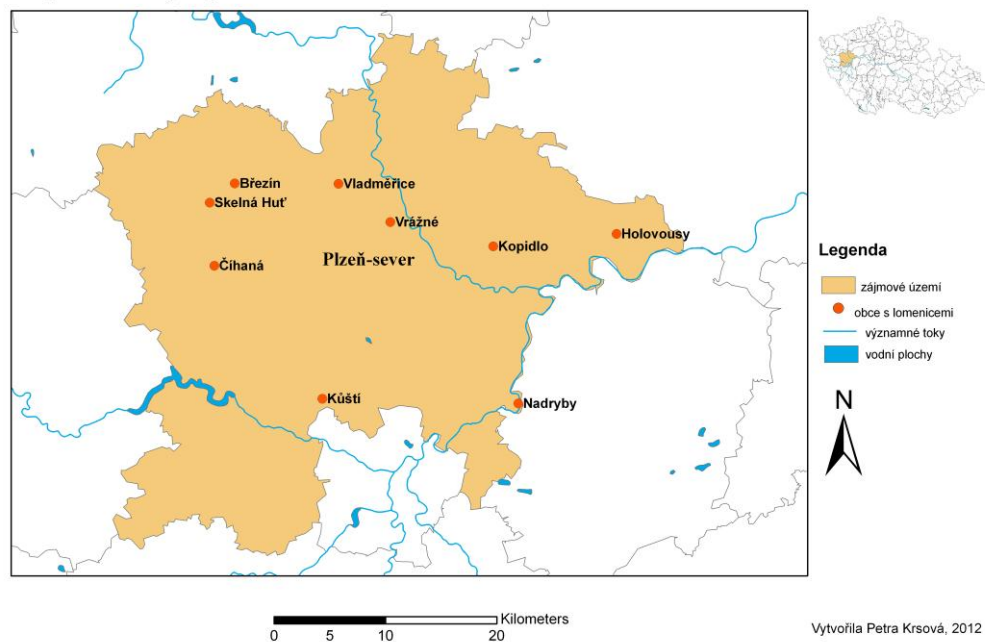 Březín
Vladměřice
Skelná Huť
Vrážné
Holovousy
Kopidlo
Plzeň-sever
Číhaná
Kůští
Nadryby
Legenda
zájmové území
obce s lomenicemi
významné toky
vodní plochy
N
Kilometers
0 5 10 20
Vytvořila Petra Krsová, 2012